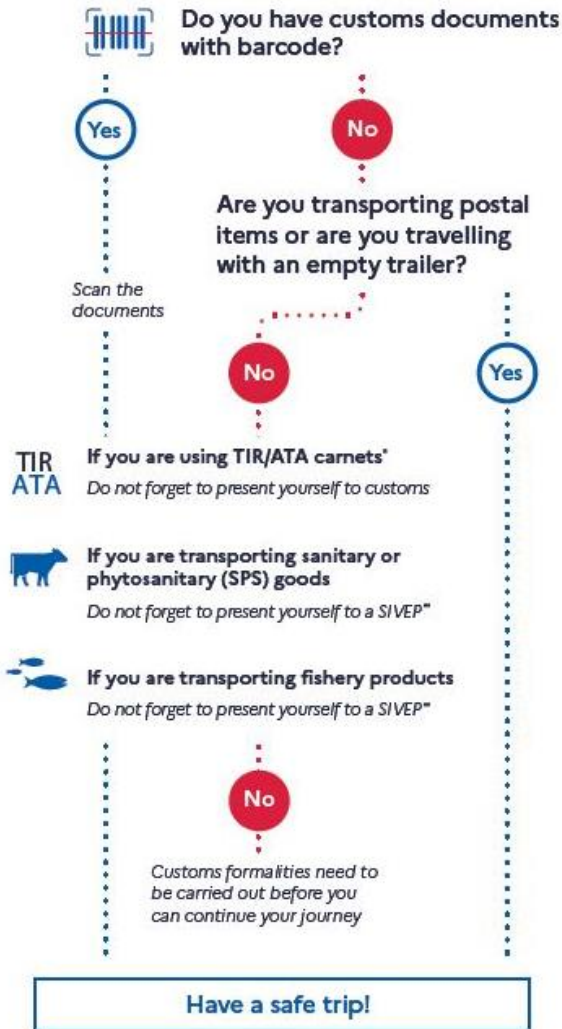 Do you have customs documents
with barcode?
Yes
No
Are you transporting postal
items or are you travelling
with an empty trailer?
Scan the
documents
No
Yes
TIR
ATA
If you are using TIR/ATA carnets*
Do not forget to present yourself to customs
If you are transporting sanitary or
phytosanitary (SPS) goods
Do not forget to present yourself to a SIVEP**
If you are transporting fishery products
Do not forget to present yourself to a SIVEP**
No
Customs formalities need to
be carried out before you
can continue your journey
Have a safe trip!